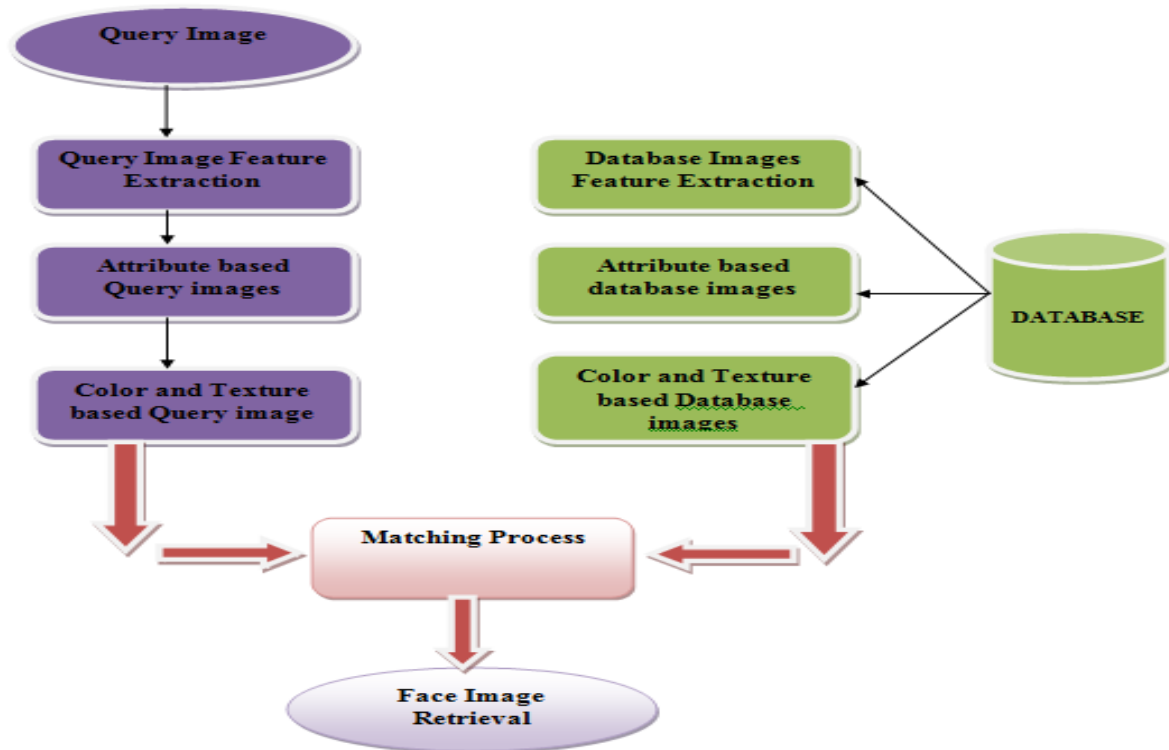 Query Image
Query Image Feature
Extraction
Attribute based
Query images
Color and Texture
based Query image
Database Images
Feature Extraction
Attribute based
database images
Color and Texture
based Database
images
DATABASE
Matching Process
Face Image
Retrieval